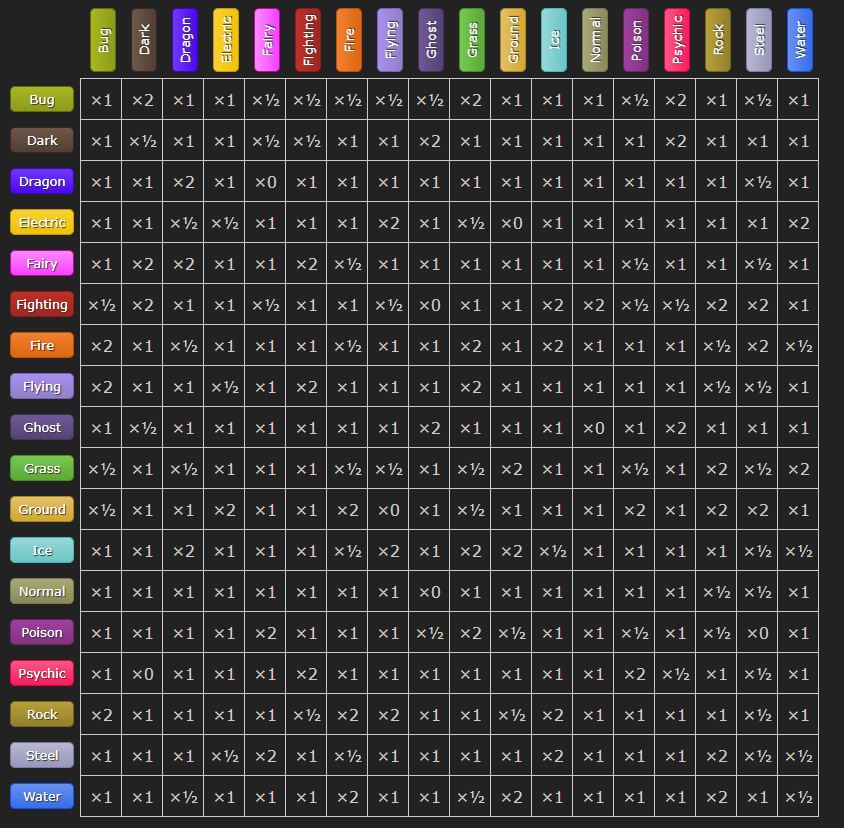 Bug Dark Dragon Electric Fairy Fighting Fire Flying Ghost Grass Ground Ice Normal Poison Psychic Rock Steel Water
Bug ×1 ×2 ×1 ×1 ×½ ×½ ×½ ×½ ×½ ×2 ×1 ×1 ×1 ×½ ×2 ×1 ×½ ×1
Dark ×1 ×½ ×1 ×1 ×½ ×½ ×1 ×1 ×2 ×1 ×1 ×1 ×1 ×1 ×2 ×1 ×1 ×1
Dragon ×1 ×1 ×2 ×1 ×0 ×1 ×1 ×1 ×1 ×1 ×1 ×1 ×1 ×1 ×1 ×1 ×½ ×1
Electric ×1 ×1 ×½ ×½ ×1 ×1 ×1 ×2 ×1 ×½ ×0 ×1 ×1 ×1 ×1 ×1 ×1 ×2
Fairy ×1 ×2 ×2 ×1 ×1 ×2 ×½ ×1 ×1 ×1 ×1 ×1 ×1 ×½ ×1 ×1 ×½ ×1
Fighting ×½ ×2 ×1 ×1 ×½ ×1 ×1 ×½ ×0 ×1 ×1 ×2 ×2 ×½ ×½ ×2 ×2 ×1
Fire ×2 ×1 ×½ ×1 ×1 ×1 ×½ ×1 ×1 ×2 ×1 ×2 ×1 ×1 ×1 ×½ ×2 ×½
Flying ×2 ×1 ×1 ×½ ×1 ×2 ×1 ×1 ×1 ×2 ×1 ×1 ×1 ×1 ×1 ×½ ×½ ×1
Ghost ×1 ×½ ×1 ×1 ×1 ×1 ×1 ×1 ×2 ×1 ×1 ×1 ×0 ×1 ×2 ×1 ×1 ×1
Grass ×½ ×1 ×½ ×1 ×1 ×1 ×½ ×½ ×1 ×½ ×2 ×1 ×1 ×½ ×1 ×2 ×½ ×2
Ground ×½ ×1 ×1 ×2 ×1 ×1 ×2 ×0 ×1 ×½ ×1 ×1 ×1 ×2 ×1 ×2 ×2 ×1
Ice ×1 ×1 ×2 ×1 ×1 ×1 ×½ ×2 ×1 ×2 ×2 ×½ ×1 ×1 ×1 ×1 ×½ ×½
Normal ×1 ×1 ×1 ×1 ×1 ×1 ×1 ×1 ×0 ×1 ×1 ×1 ×1 ×1 ×1 ×½ ×½ ×1
Poison ×1 ×1 ×1 ×1 ×2 ×1 ×1 ×1 ×½ ×2 ×½ ×1 ×1 ×½ ×1 ×½ ×0 ×1
Psychic ×1 ×0 ×1 ×1 ×1 ×2 ×1 ×1 ×1 ×1 ×1 ×1 ×1 ×2 ×½ ×1 ×½ ×1
Rock ×2 ×1 ×1 ×1 ×1 ×½ ×2 ×2 ×1 ×1 ×½ ×2 ×1 ×1 ×1 ×1 ×½ ×1
Steel ×1 ×1 ×1 ×½ ×2 ×1 ×½ ×1 ×1 ×1 ×1 ×2 ×1 ×1 ×1 ×2 ×½ ×½
Water ×1 ×1 ×½ ×1 ×1 ×1 ×2 ×1 ×1 ×½ ×2 ×1 ×1 ×1 ×1 ×2 ×1 ×½